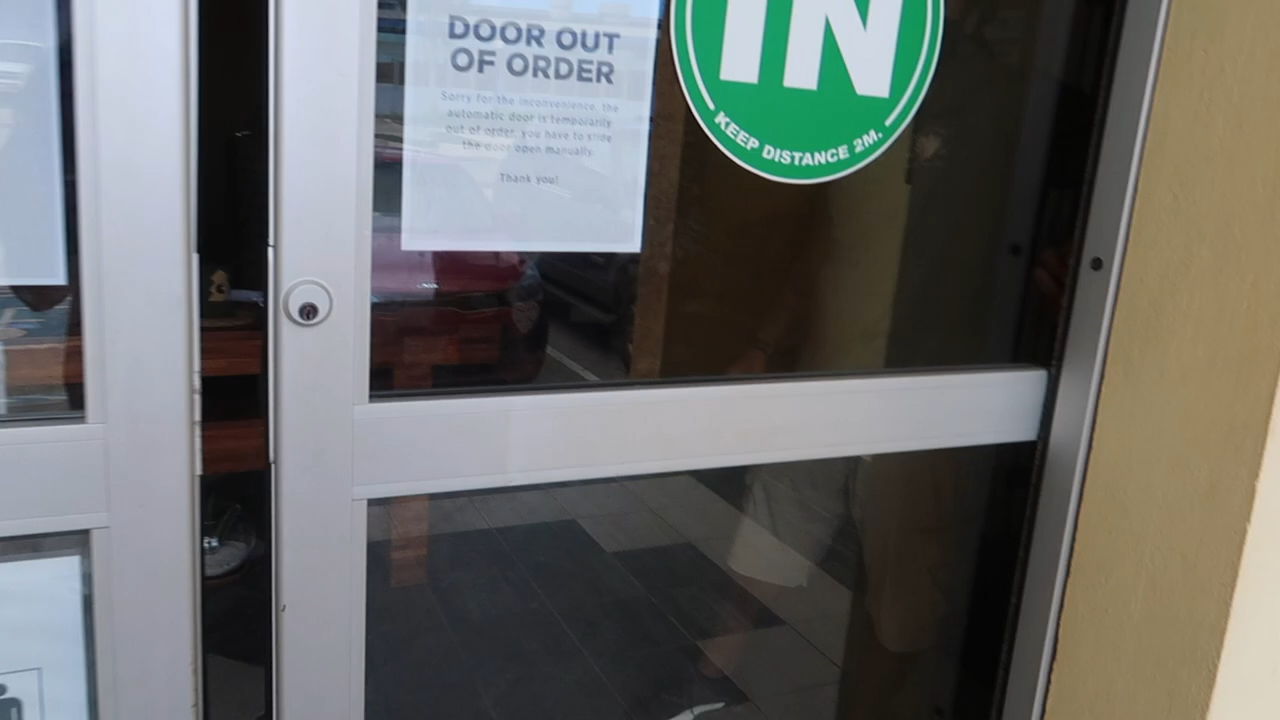 DOOR OUT
OF ORDER
Sorry for the inconvenience, the
automatic door is temporarily
out of order, you have to slide
the door open manually.
Thank you!
IN
KEEP DISTANCE 2M.